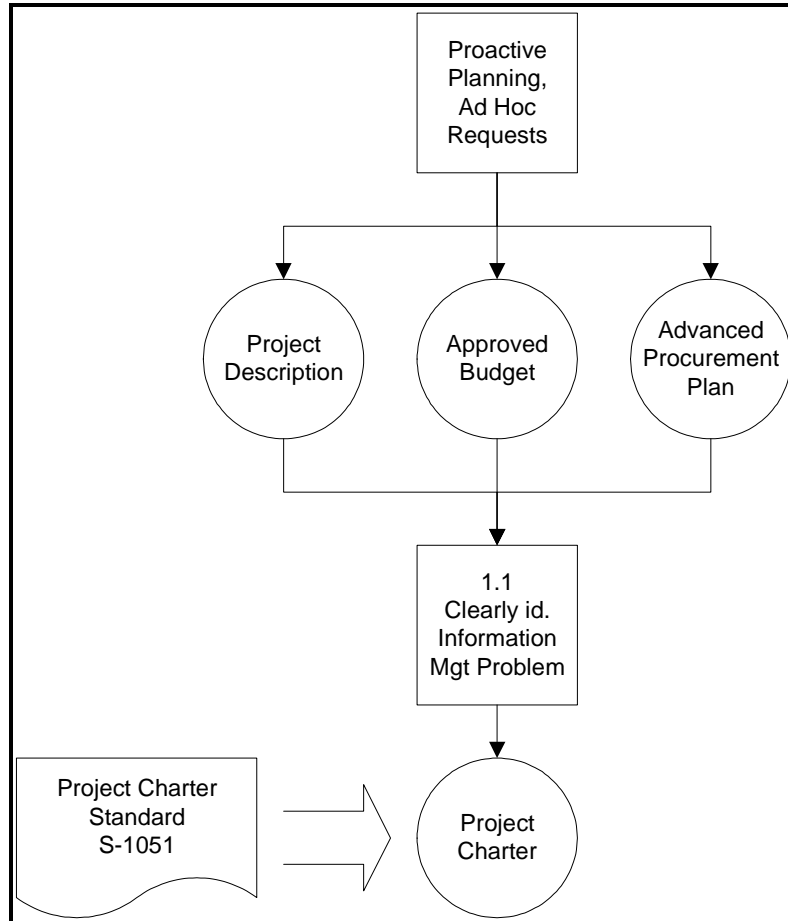 Proactive
Planning,
Ad Hoc
Requests
Project
Description
Approved
Budget
Advanced
Procurement
Plan
1.1
Clearly id.
Information
Mgt Problem
Project Charter
Standard
S-1051
Project
Charter